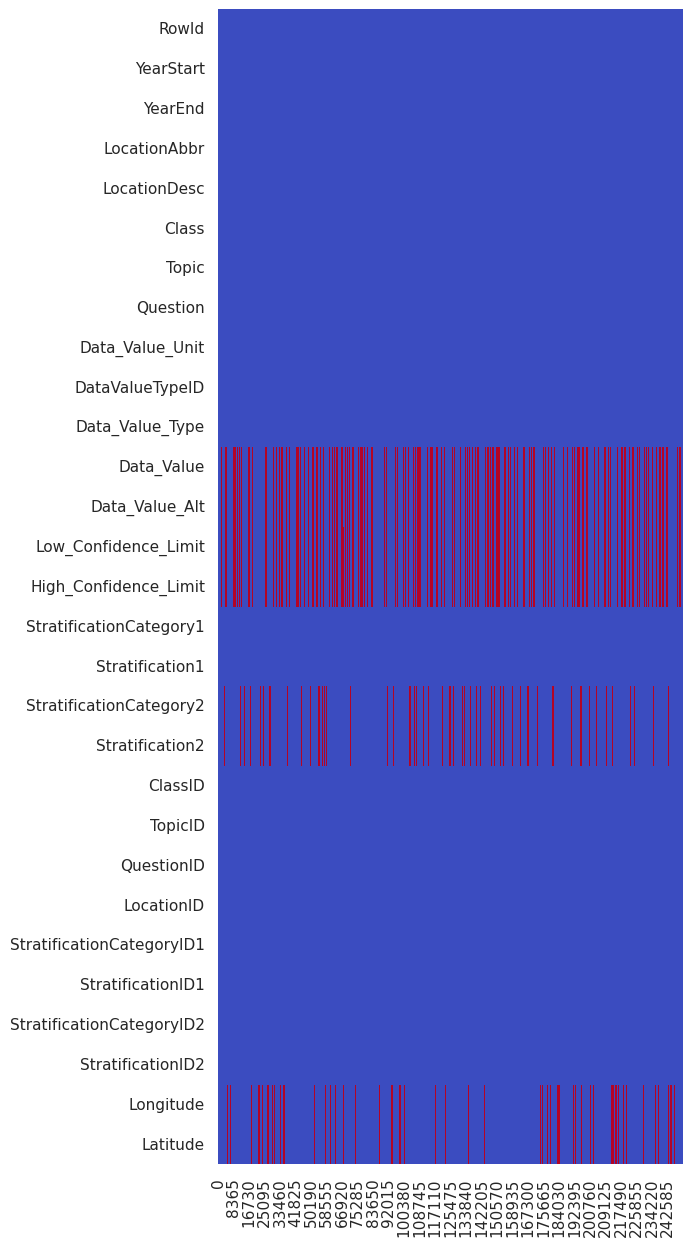 RowId
YearStart
YearEnd
LocationAbbr
LocationDesc
Class
Topic
Question
Data_Value_Unit
DataValueTypeID
Data_Value_Type
Data_Value
Data_Value_Alt
Low_Confidence_Limit
High_Confidence_Limit
StratificationCategory1
Stratification1
StratificationCategory2
Stratification2
ClassID
TopicID
QuestionID
LocationID
StratificationCategoryID1
StratificationID1
StratificationCategoryID2
StratificationID2
Longitude
Latitude
0
8365
16730
25095
33460
41825
50190
58555
66920
75285
83650
92015
100380
108745
117110
125475
133840
142205
150570
158935
167300
175665
184030
192395
200760
209125
217490
225855
234220
242585